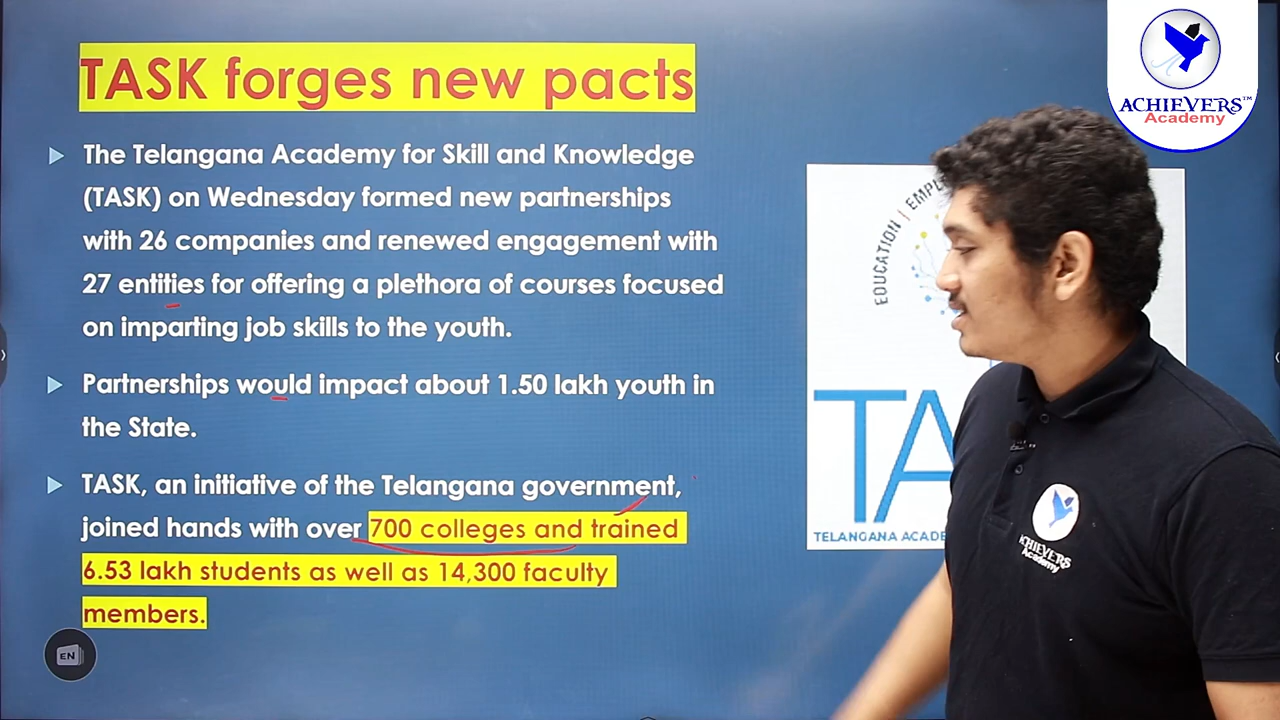 TASK forges new pacts
The Telangana Academy for Skill and Knowledge
(TASK) on Wednesday formed new partnerships
with 26 companies and renewed engagement with
27 entities for offering a plethora of courses focused
on imparting job skills to the youth.
Partnerships would impact about 1.50 lakh youth in
the State.
TASK, an initiative of the Telangana government,
joined hands with over 700 colleges and trained
6.53 lakh students as well as 14,300 faculty
members.
EN
ACHIEVERS™
Academy
EDUCATION | EMPL
TA
TELANGANA ACADE
ACHIEVERS
Academy